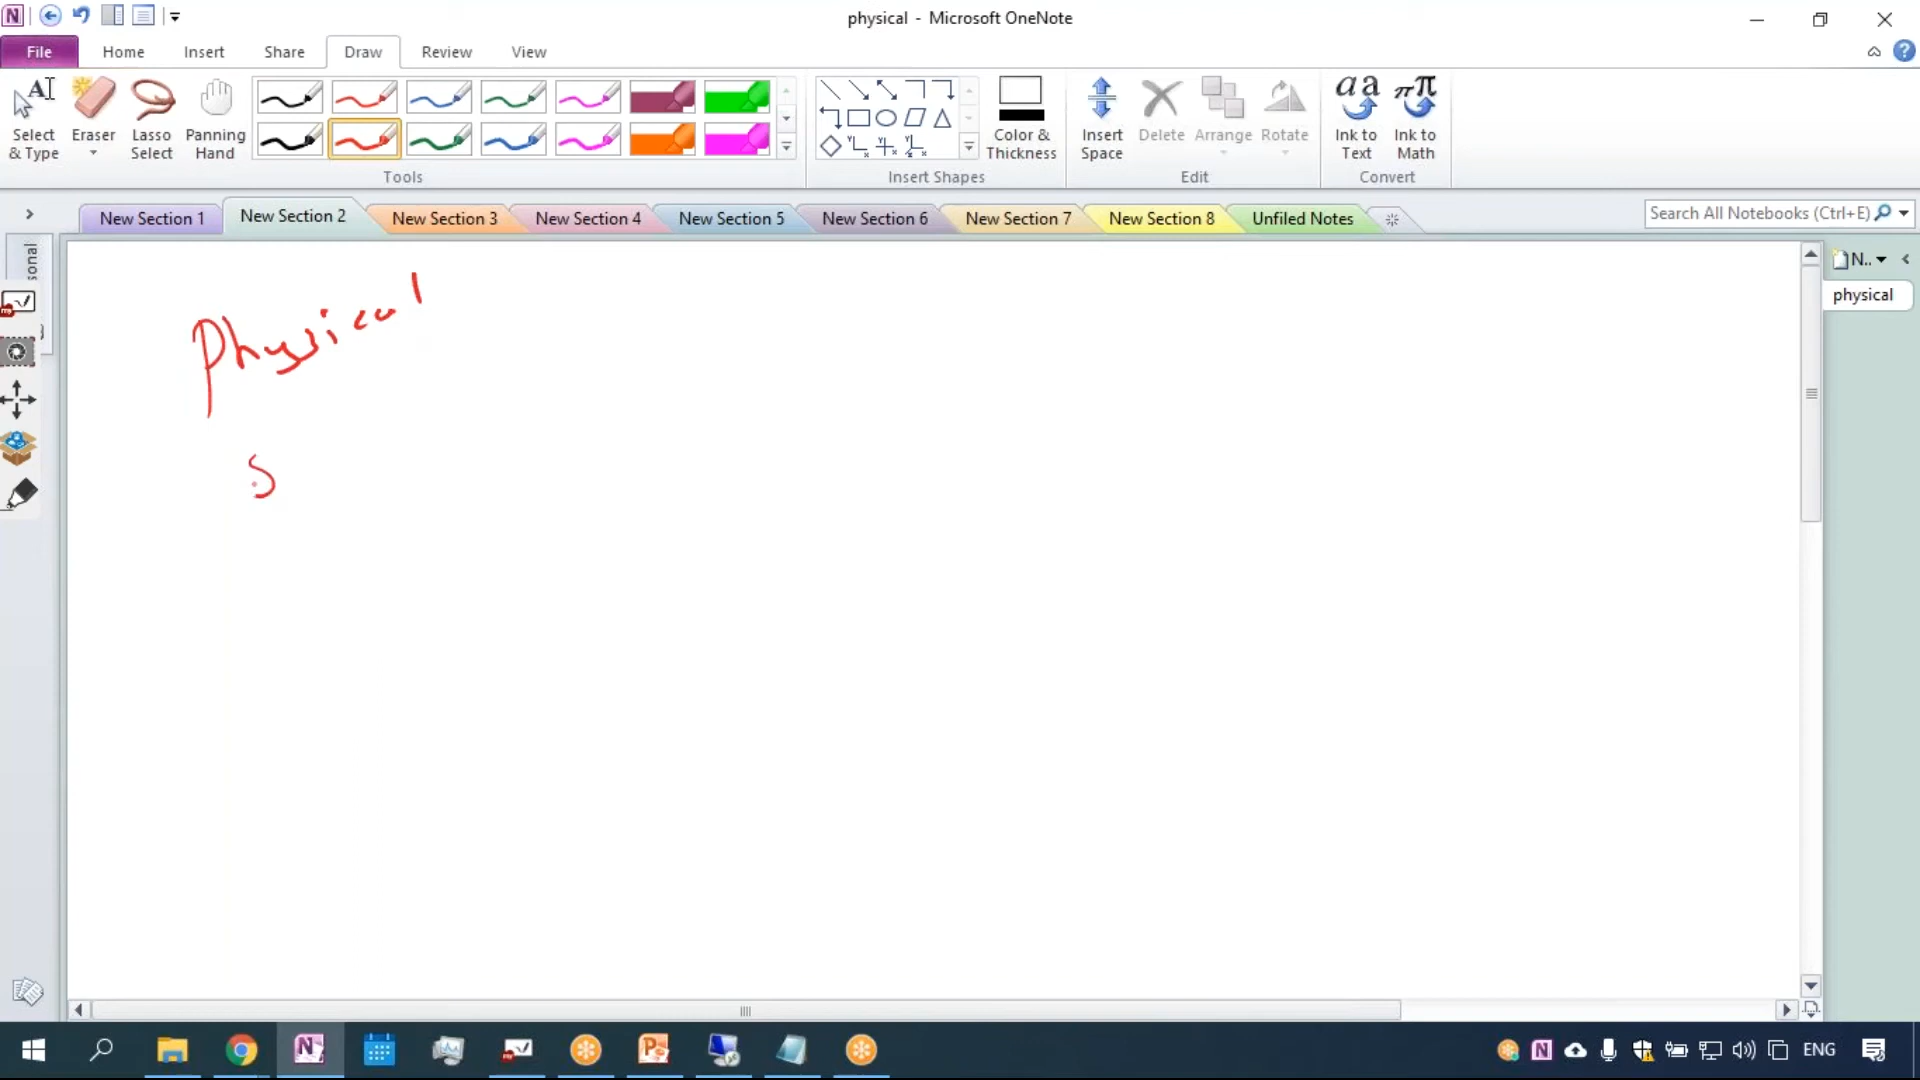 physical - Microsoft OneNote
File Home Insert Share Draw Review View
Select & Type
Eraser
Lasso Select
Panning Hand
Color & Thickness
Insert Space
Delete
Arrange
Rotate
Ink to Text
Ink to Math
Tools
Insert Shapes
Edit
Convert
New Section 1 New Section 2 New Section 3 New Section 4 New Section 5 New Section 6 New Section 7 New Section 8 Unfiled Notes
Search All Notebooks (Ctrl+E)
N..
physical
sonal
Physical
S
ENG